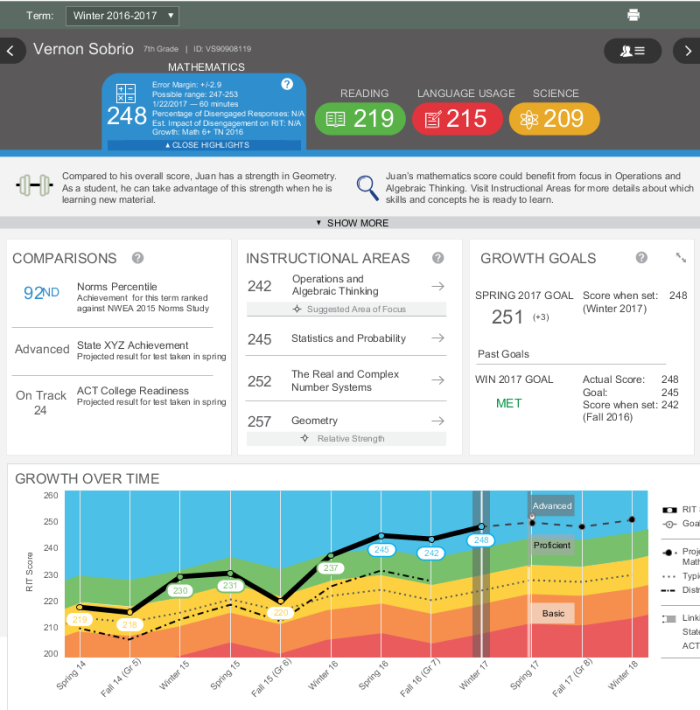 Term: Winter 2016-2017
Vernon Sobrio 7th Grade | ID: VS90908119
MATHEMATICS
248
Error Margin: +/-2.9
Possible range: 247-253
1/22/2017 — 60 minutes
Percentage of Disengaged Responses: N/A
Est. Impact of Disengagement on RIT: N/A
Growth: Math 6+ TN 2016
CLOSE HIGHLIGHTS
READING
219
LANGUAGE USAGE
215
SCIENCE
209
Compared to his overall score, Juan has a strength in Geometry.
As a student, he can take advantage of this strength when he is
learning new material.
Juan's mathematics score could benefit from focus in Operations and
Algebraic Thinking. Visit Instructional Areas for more details about which
skills and concepts he is ready to learn.
SHOW MORE
COMPARISONS ?
92ND
Norms Percentile
Achievement for this term ranked
against NWEA 2015 Norms Study
Advanced
State XYZ Achievement
Projected result for test taken in spring
On Track
24
ACT College Readiness
Projected result for test taken in spring
INSTRUCTIONAL AREAS ?
242
Operations and
Algebraic Thinking
Suggested Area of Focus
245 Statistics and Probability
252
The Real and Complex
Number Systems
257 Geometry
Relative Strength
GROWTH GOALS ?
SPRING 2017 GOAL
251 (+3)
Score when set: 248
(Winter 2017)
Past Goals
WIN 2017 GOAL
MET
Actual Score: 248
Goal: 245
Score when set: 242
(Fall 2016)
GROWTH OVER TIME
RIT Score
260
250
240
230
220
210
200
219
218
230
231
220
237
245
242
248
Advanced
Proficient
Basic
Spring 14
Fall 14 (Gr 5)
Winter 15
Spring 15
Fall 15 (Gr 6)
Winter 16
Spring 16
Fall 16 (Gr 7)
Winter 17
Spring 17
Fall 17 (Gr 8)
Winter 18
RIT
Goal
Proj
Math
Typi
Distr
Linki
State
ACT